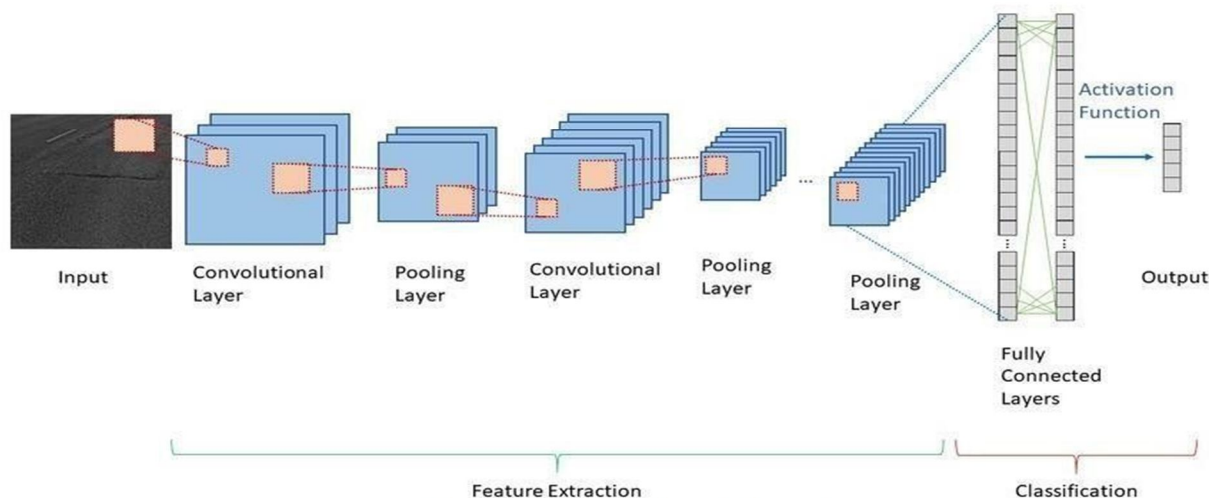 Activation
Function
Input
Convolutional
Layer
Pooling
Layer
Convolutional
Layer
Pooling
Layer
...
Pooling
Layer
Output
Fully
Connected
Layers
Feature Extraction
Classification